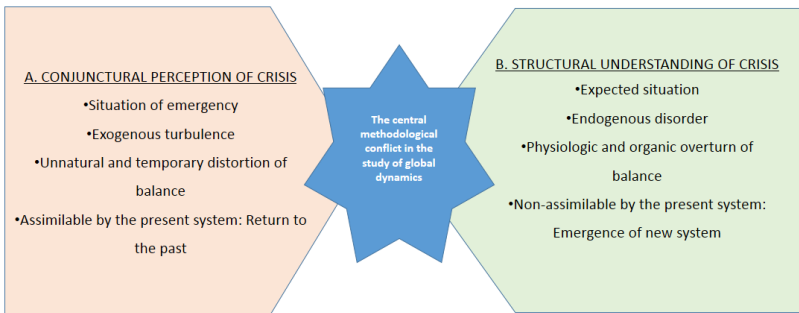 A. CONJUNCTURAL PERCEPTION OF CRISIS
•Situation of emergency
•Exogenous turbulence
•Unnatural and temporary distortion of
balance
•Assimilable by the present system: Return to
the past
The central
methodological
conflict in the
study of global
dynamics
B. STRUCTURAL UNDERSTANDING OF CRISIS
•Expected situation
•Endogenous disorder
•Physiologic and organic overturn of
balance
•Non-assimilable by the present system:
Emergence of new system